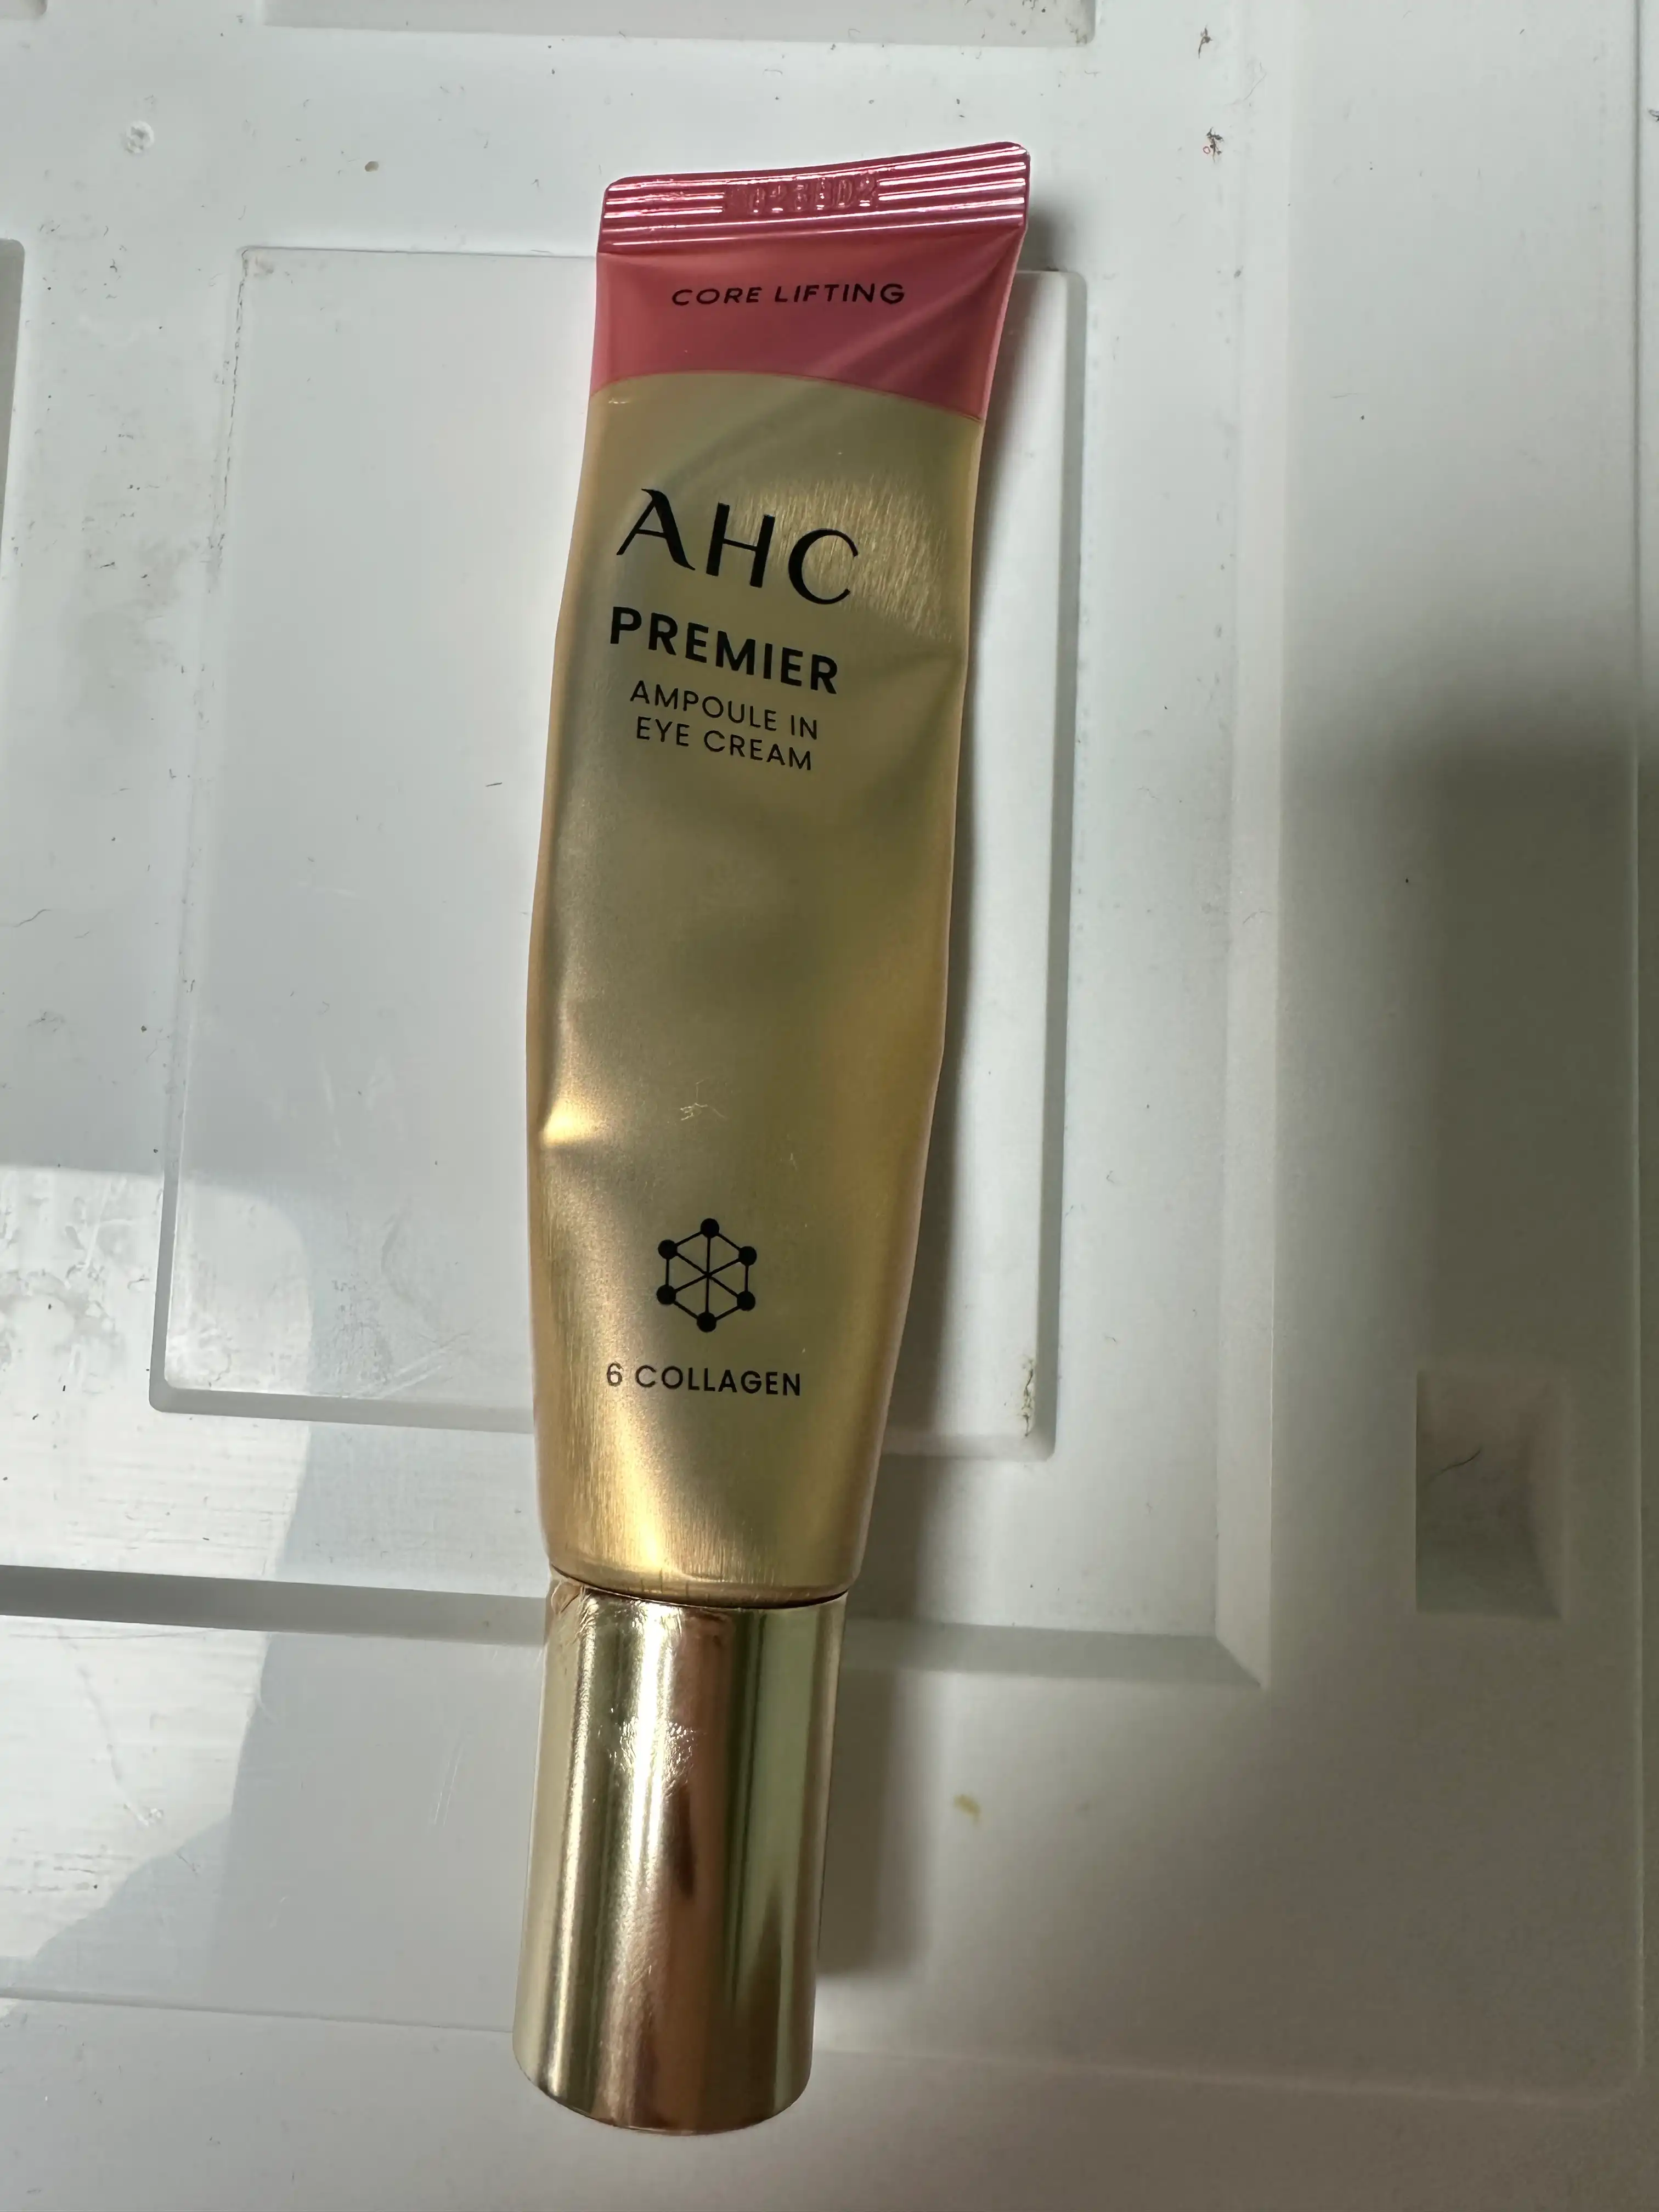 CORE LIFTING
AHC
PREMIER
AMPOULE IN
EYE CREAM
6 COLLAGEN